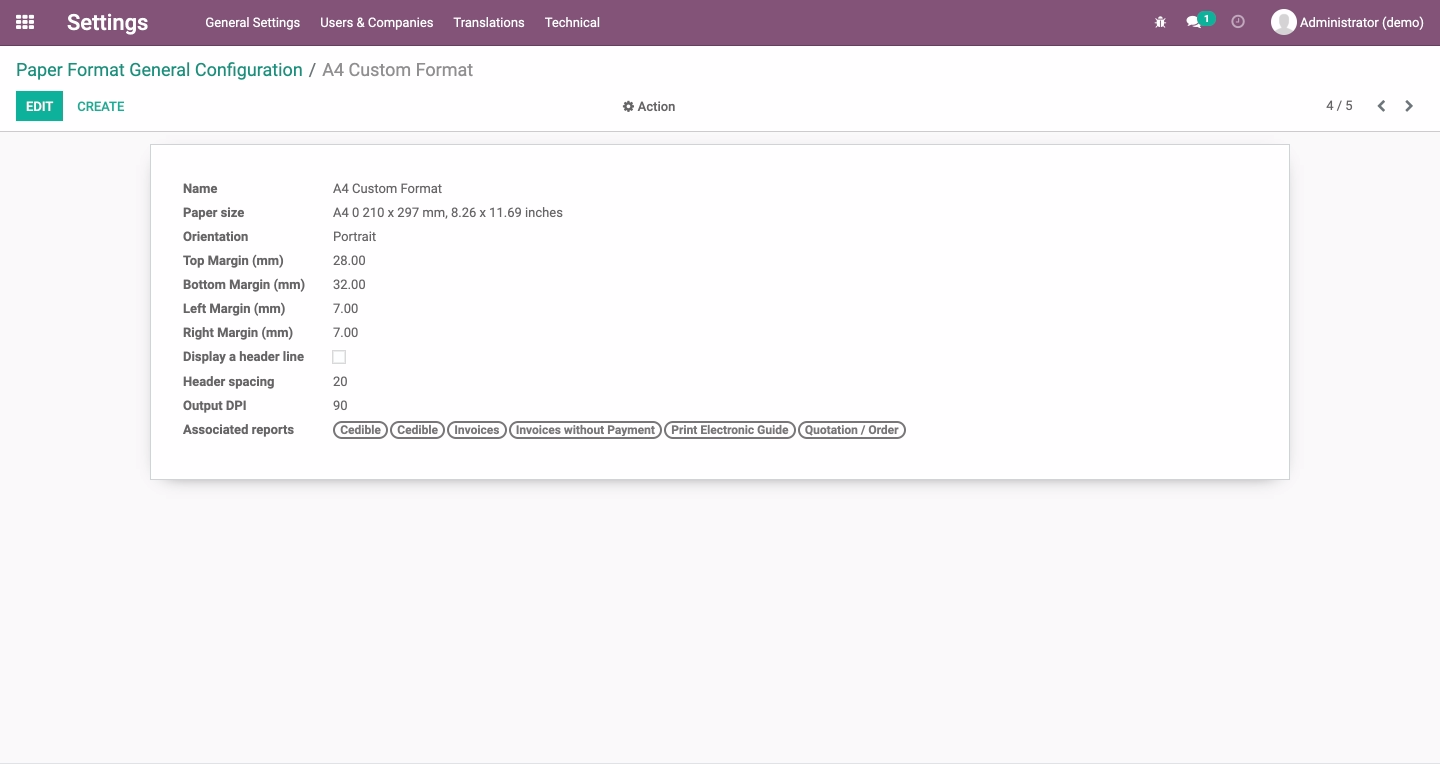 Settings General Settings Users & Companies Translations Technical 1 Administrator (demo)
Paper Format General Configuration / A4 Custom Format
EDIT CREATE Action 4 / 5
Name A4 Custom Format
Paper size A4 0 210 x 297 mm, 8.26 x 11.69 inches
Orientation Portrait
Top Margin (mm) 28.00
Bottom Margin (mm) 32.00
Left Margin (mm) 7.00
Right Margin (mm) 7.00
Display a header line
Header spacing 20
Output DPI 90
Associated reports Cedible Cedible Invoices Invoices without Payment Print Electronic Guide Quotation / Order